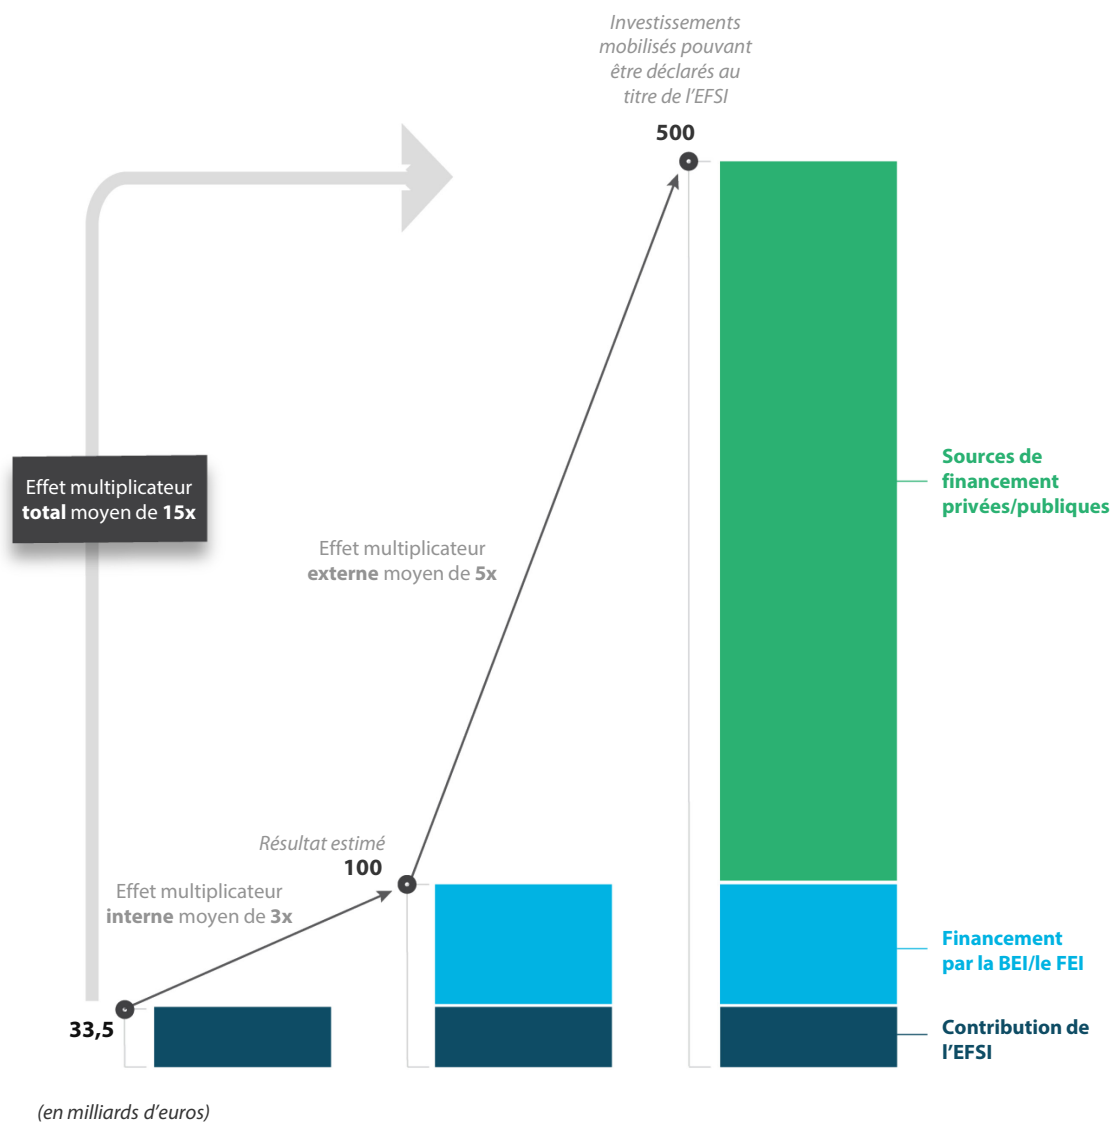 Investissements
mobilisés pouvant
être déclarés au
titre de l'EFSI
500
Sources de
financement
privées/publiques
Effet multiplicateur
total moyen de 15x
Effet multiplicateur
externe moyen de 5x
Résultat estimé
100
Effet multiplicateur
interne moyen de 3x
Financement
par la BEI/le FEI
33,5
Contribution de
l'EFSI
(en milliards d'euros)